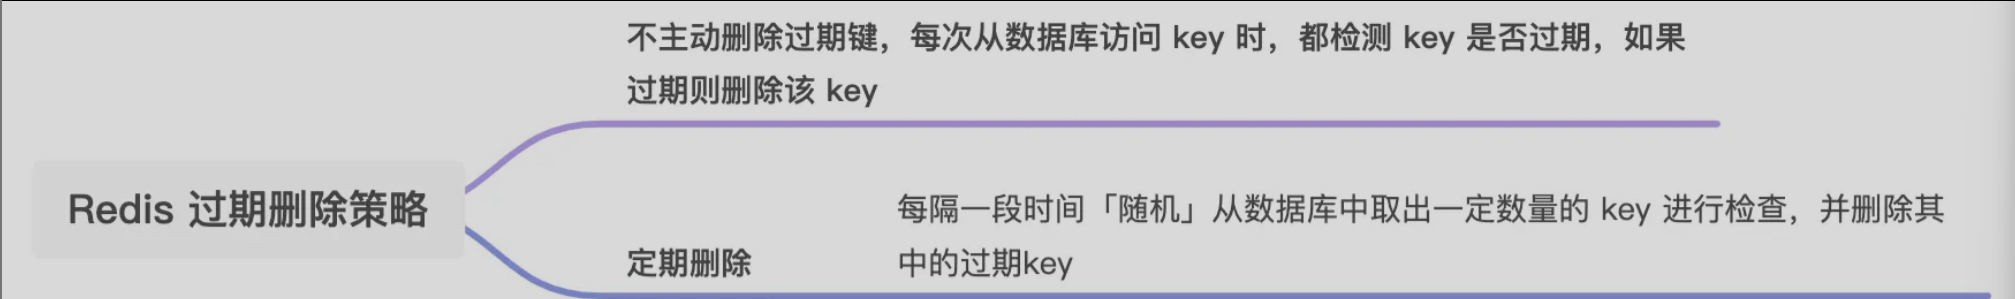 不主动删除过期键，每次从数据库访问 key 时，都检测 key 是否过期，如果
过期则删除该 key
Redis 过期删除策略
每隔一段时间「随机」从数据库中取出一定数量的 key 进行检查，并删除其
定期删除
中的过期key